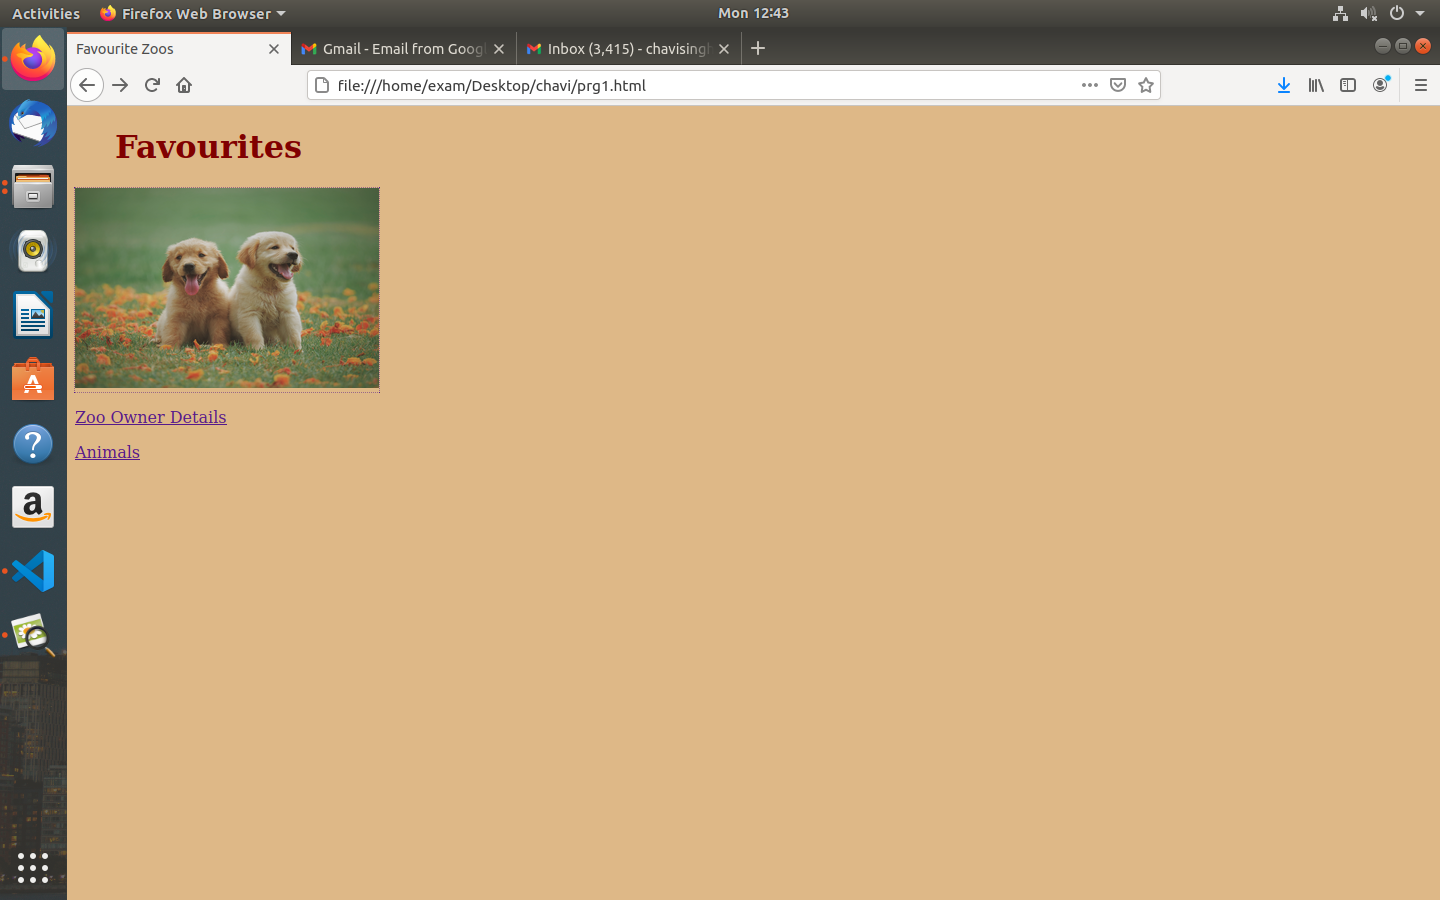 Activities Firefox Web Browser Mon 12:43
Favourite Zoos Gmail - Email from Goog Inbox (3,415) - chavisingh
file:///home/exam/Desktop/chavi/prg1.html
Favourites
Zoo Owner Details
Animals